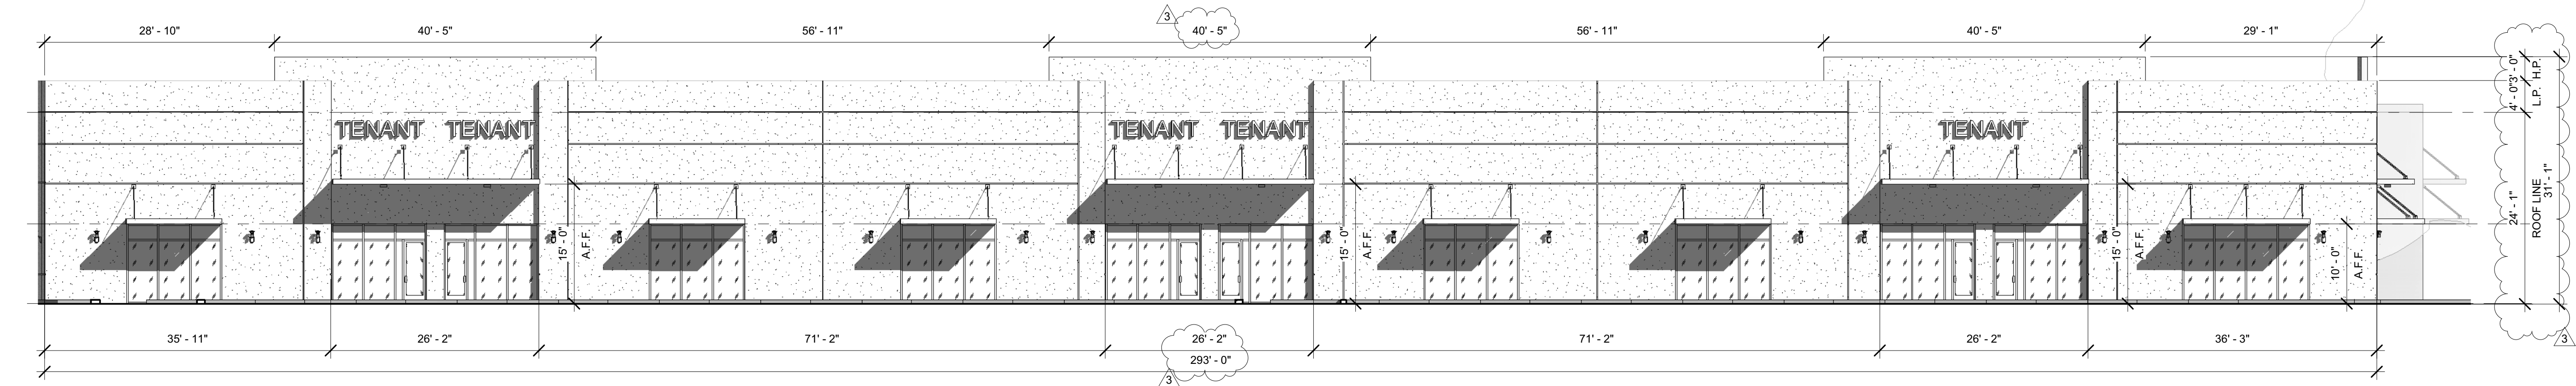 3
28' - 10" 40' - 5" 56' - 11" 40' - 5" 56' - 11" 40' - 5" 29' - 1"
4' - 0" 3' - 0"
L.P. H.P.
TENANT TENANT TENANT TENANT TENANT
24' - 1"
ROOF LINE
31' - 1"
15' - 0" A.F.F. 15' - 0" A.F.F. 15' - 0" A.F.F. 10' - 0" A.F.F.
35' - 11" 26' - 2" 71' - 2" 26' - 2" 71' - 2" 26' - 2" 36' - 3"
3
293' - 0"
3